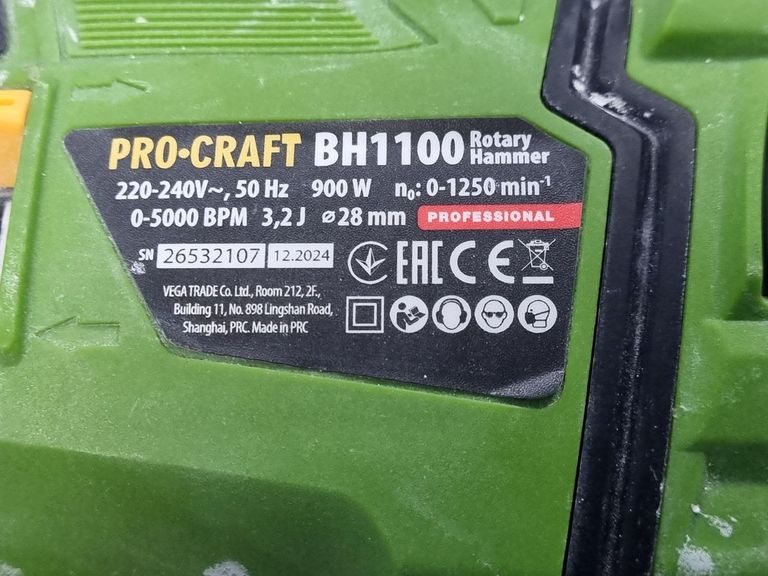 PRO•CRAFT BH1100 Rotary Hammer
220-240V~, 50 Hz 900 W n₀: 0-1250 min⁻¹
0-5000 BPM 3,2 J ⌀28 mm PROFESSIONAL
SN 26532107 12.2024
EAC CE
VEGA TRADE Co. Ltd., Room 212, 2F.,
Building 11, No. 898 Lingshan Road,
Shanghai, PRC. Made in PRC